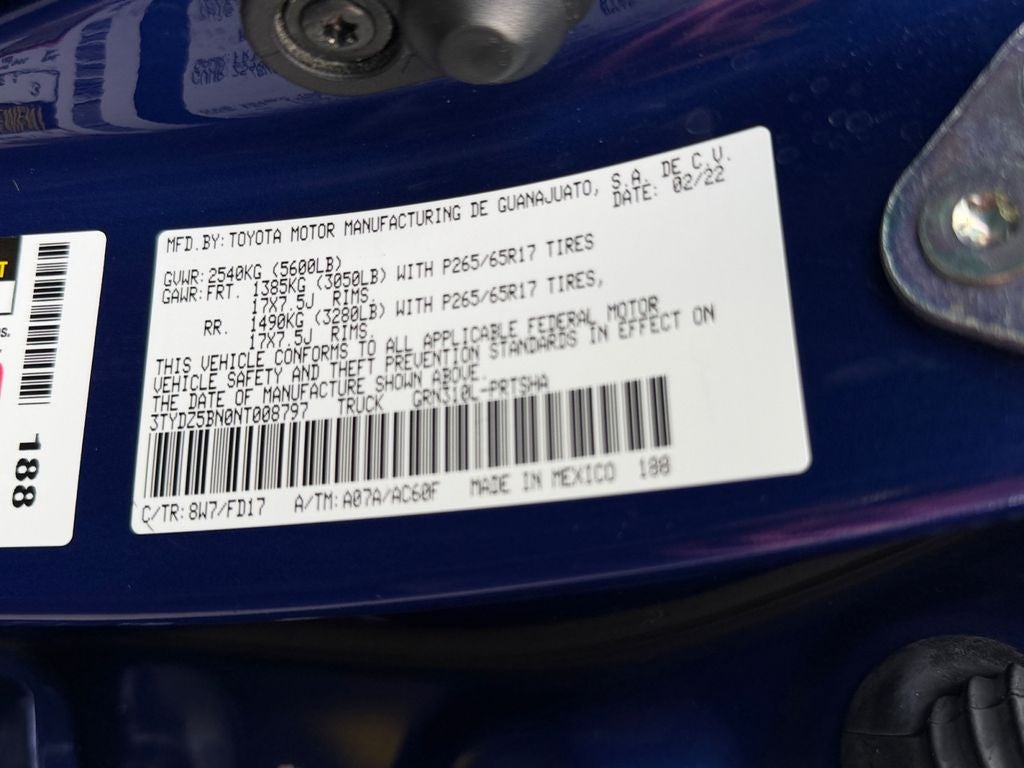 MFD.BY: TOYOTA MOTOR MANUFACTURING DE GUANAJUATO, S.A. DE C.V.
DATE: 02/22
GVWR: 2540KG (5600LB)
GAWR: FRT. 1385KG (3050LB) WITH P265/65R17 TIRES
17X7.5J RIMS.
RR. 1490KG (3280LB) WITH P265/65R17 TIRES,
17X7.5J RIMS.
THIS VEHICLE CONFORMS TO ALL APPLICABLE FEDERAL MOTOR
VEHICLE SAFETY AND THEFT PREVENTION STANDARDS IN EFFECT ON
THE DATE OF MANUFACTURE SHOWN ABOVE.
3TYDZ5BN0NT008797 TRUCK GRN310L-PRTSHA
C/TR: 8W7/FD17 A/TM: A07A/AC60F MADE IN MEXICO 188
188